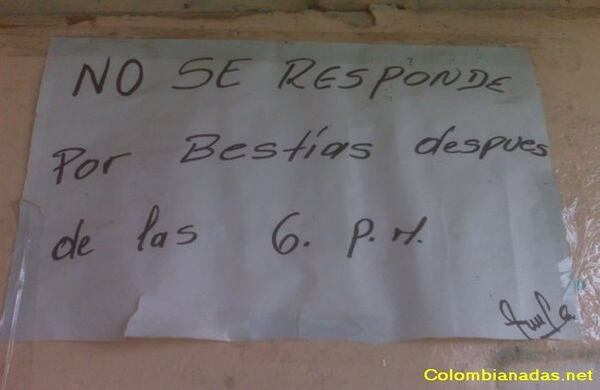 NO SE RESPONDE
Por Bestías despues
de las 6. P.M.
Colombianadas.net